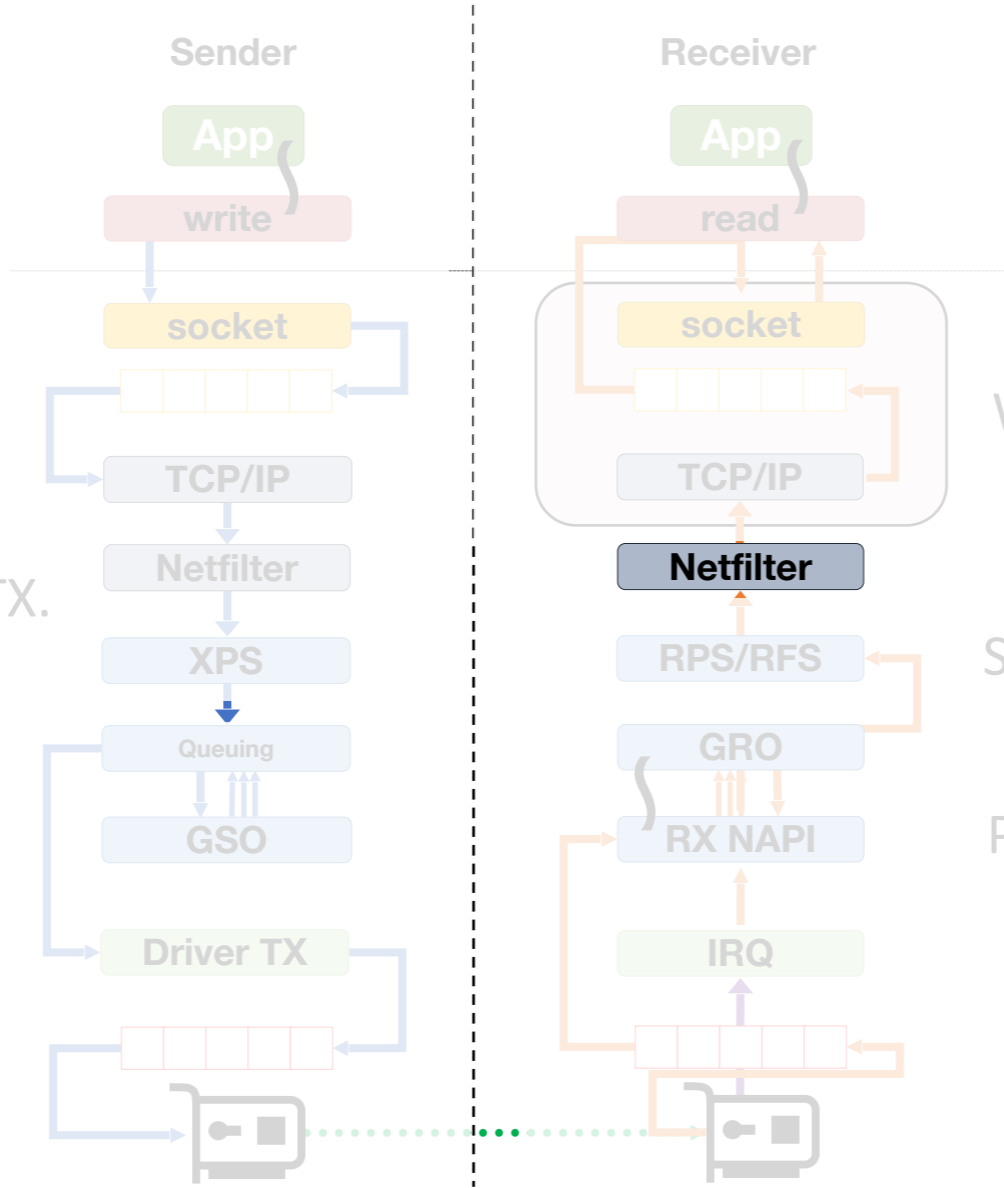 Sender
App
write
socket
TCP/IP
Netfilter
XPS
Queuing
GSO
Driver TX
TX.
Receiver
App
read
socket
TCP/IP
Netfilter
RPS/RFS
GRO
RX NAPI
IRQ